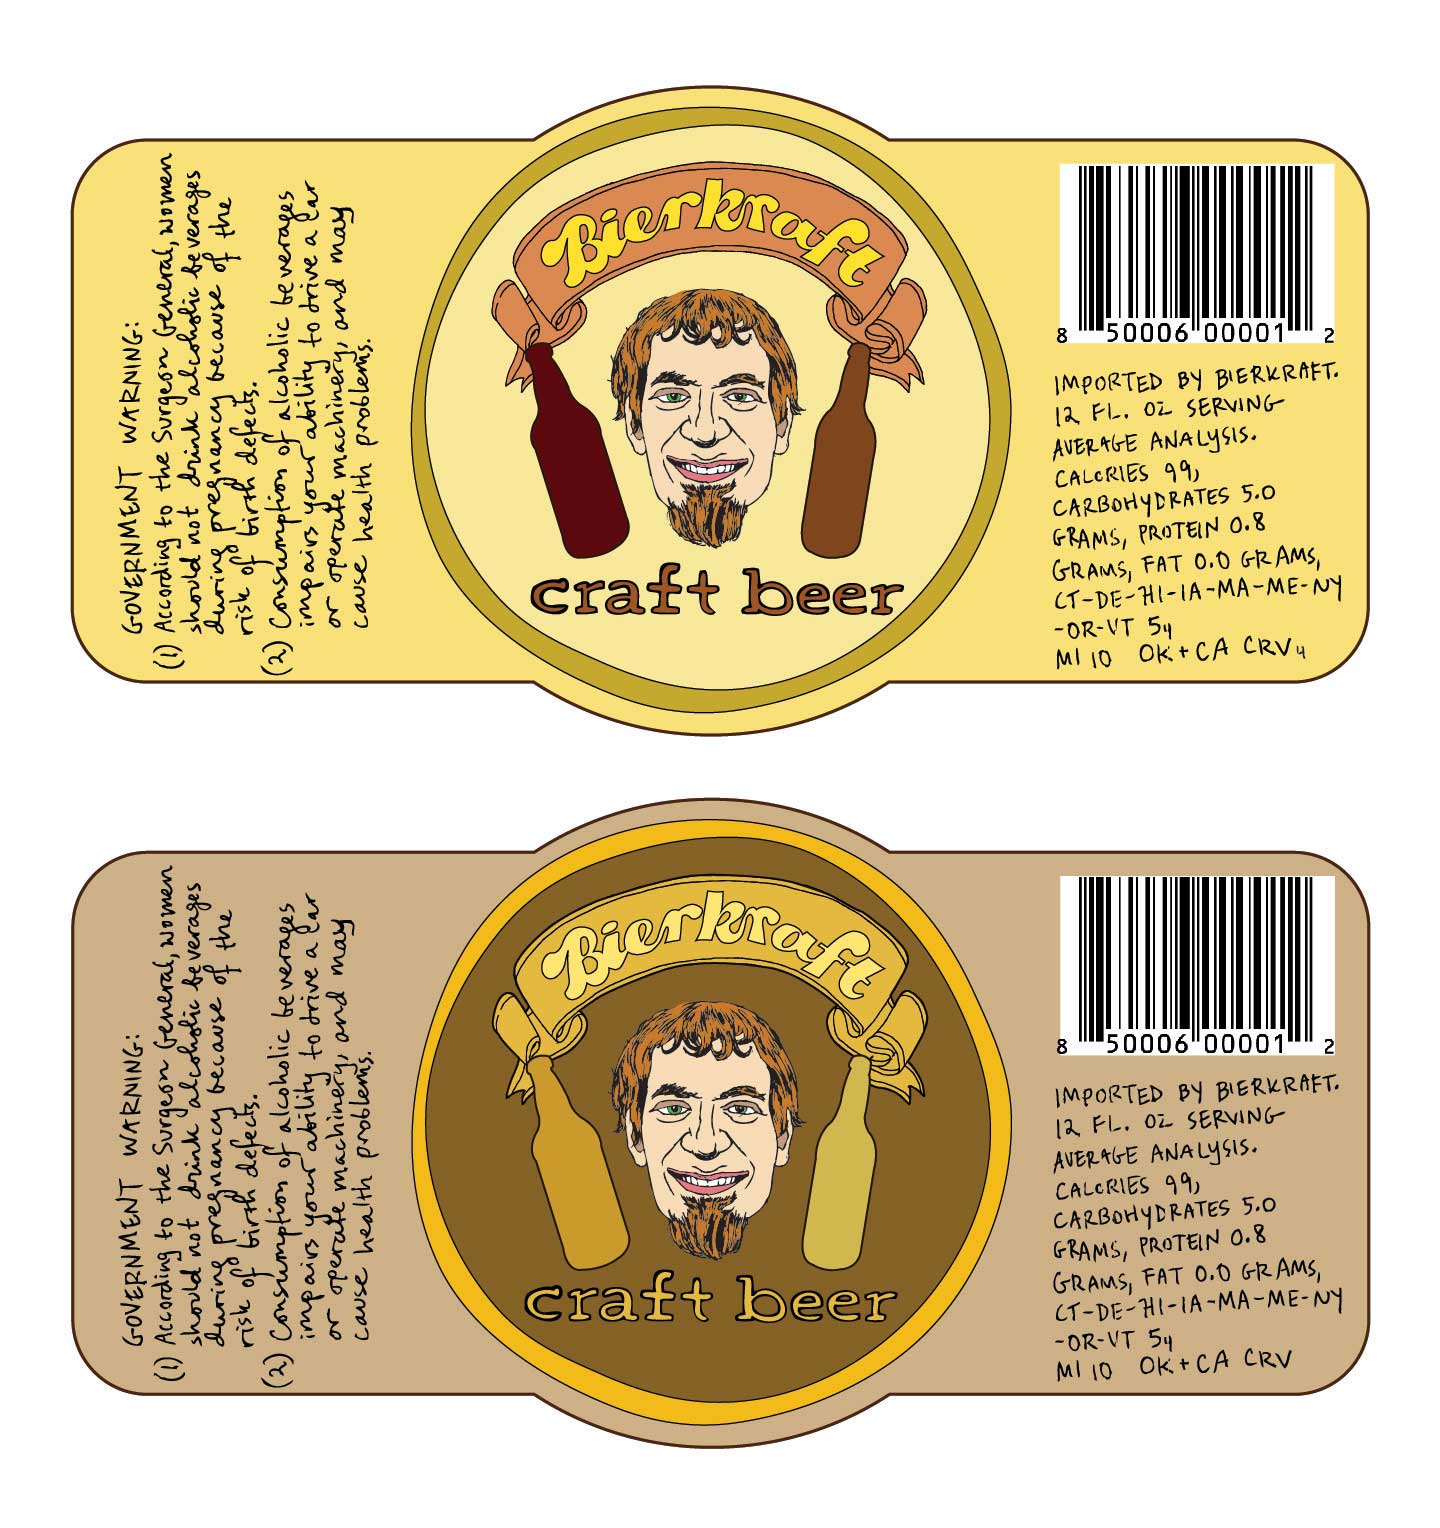 GOVERNMENT WARNING:
(1) According to the Surgeon General, women
should not drink alcoholic beverages
during pregnancy because of the
risk of birth defects.
(2) Consumption of alcoholic beverages
impairs your ability to drive a car
or operate machinery, and may
cause health problems.
Bierkraft
craft beer
8 50006 00001 2
IMPORTED BY BIERKRAFT.
12 FL. OZ SERVING
AVERAGE ANALYSIS.
CALORIES 99,
CARBOHYDRATES 5.0
GRAMS, PROTEIN 0.8
GRAMS, FAT 0.0 GRAMS,
CT-DE-HI-IA-MA-ME-NY
-OR-VT 5¢
MI 10 OK+CA CRV
GOVERNMENT WARNING:
(1) According to the Surgeon General, women
should not drink alcoholic beverages
during pregnancy because of the
risk of birth defects.
(2) Consumption of alcoholic beverages
impairs your ability to drive a car
or operate machinery, and may
cause health problems.
Bierkraft
craft beer
8 50006 00001 2
IMPORTED BY BIERKRAFT.
12 FL. OZ SERVING
AVERAGE ANALYSIS.
CALORIES 99,
CARBOHYDRATES 5.0
GRAMS, PROTEIN 0.8
GRAMS, FAT 0.0 GRAMS,
CT-DE-HI-IA-MA-ME-NY
-OR-VT 5¢
MI 10 OK+CA CRV